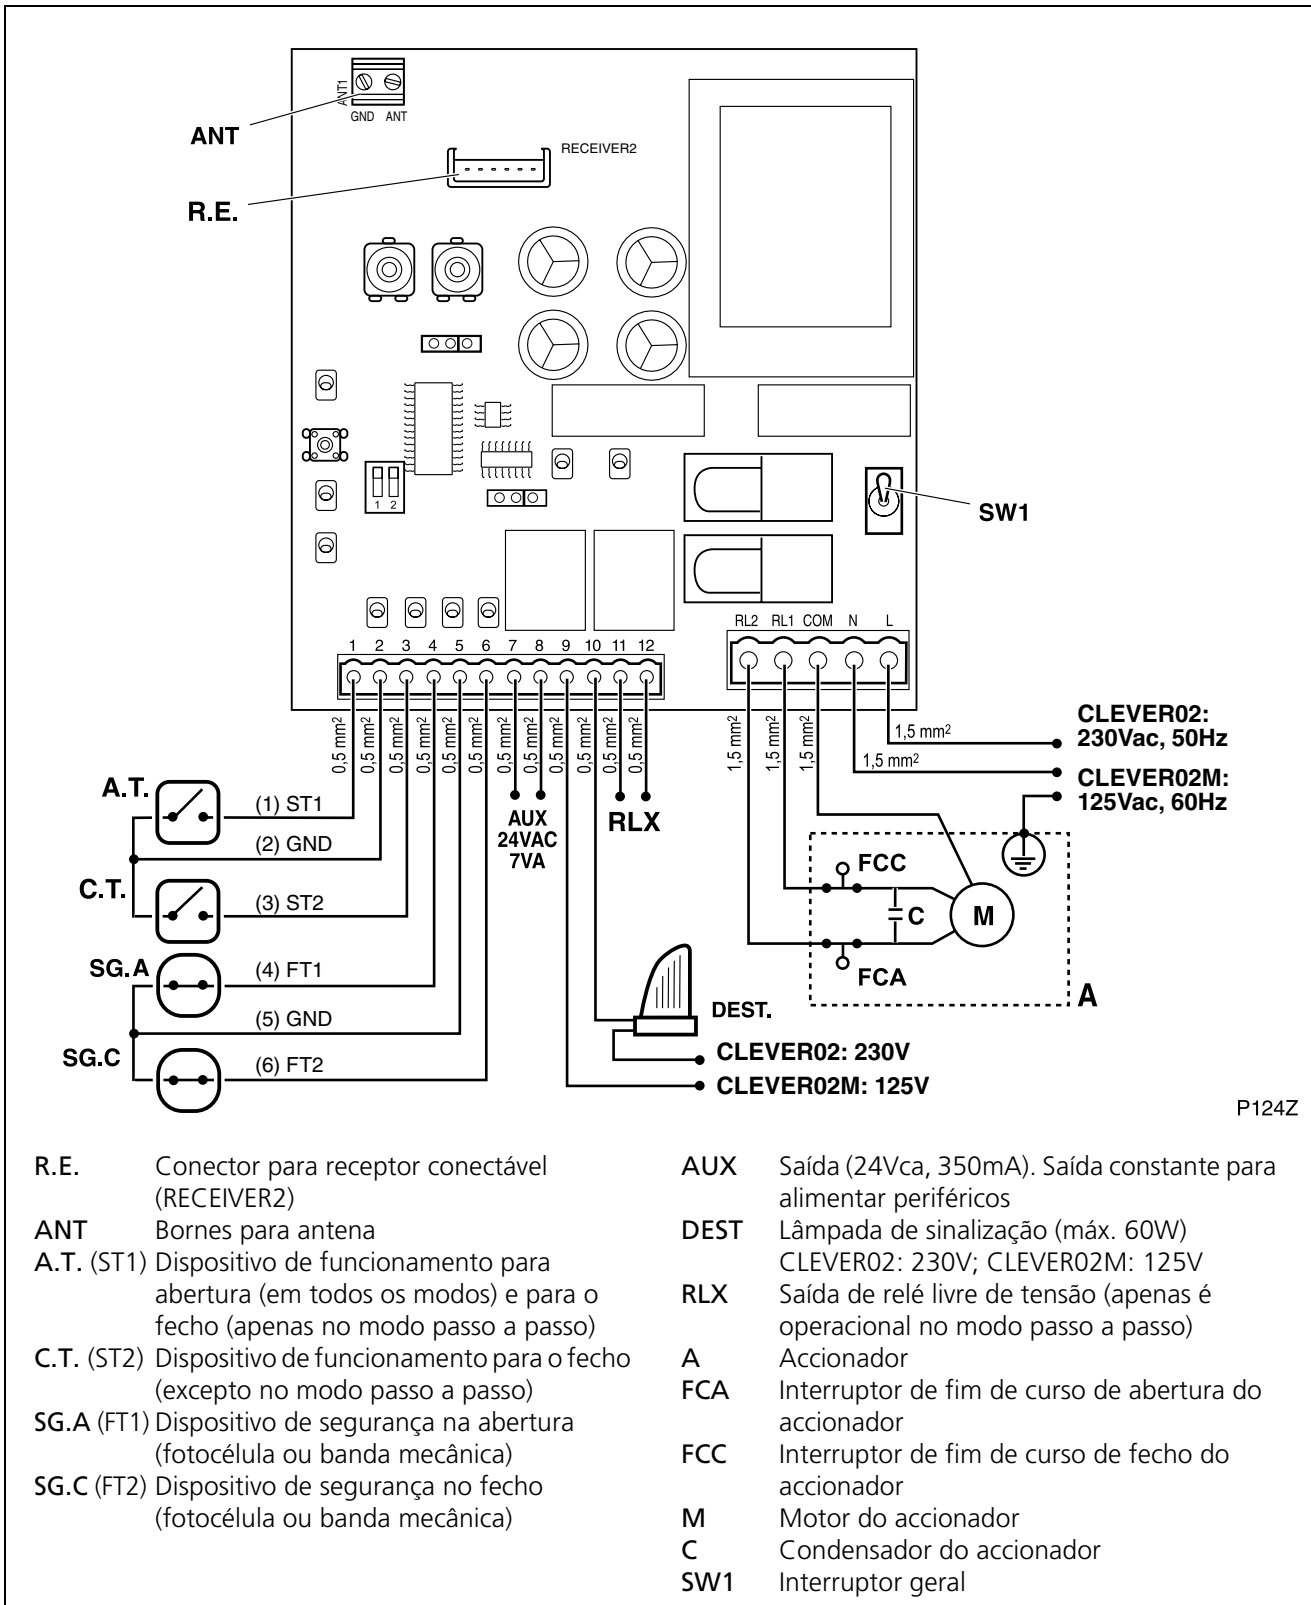 ANT1
GND ANT
ANT
RECEIVER2
R.E.
1 2
SW1
RL2 RL1 COM N L
1 2 3 4 5 6 7 8 9 10 11 12
0,5 mm² 0,5 mm² 0,5 mm² 0,5 mm² 0,5 mm² 0,5 mm² 0,5 mm² 0,5 mm² 0,5 mm² 0,5 mm² 0,5 mm² 0,5 mm²
1,5 mm² 1,5 mm² 1,5 mm²
1,5 mm²
1,5 mm²
CLEVER02:
230Vac, 50Hz
CLEVER02M:
125Vac, 60Hz
A.T.
(1) ST1
(2) GND
C.T.
(3) ST2
SG.A
(4) FT1
(5) GND
SG.C
(6) FT2
AUX
24VAC
7VA
RLX
FCC
C
M
FCA
A
DEST.
CLEVER02: 230V
CLEVER02M: 125V
P124Z
R.E. Conector para receptor conectável
(RECEIVER2)
ANT Bornes para antena
A.T. (ST1) Dispositivo de funcionamento para
abertura (em todos os modos) e para o
fecho (apenas no modo passo a passo)
C.T. (ST2) Dispositivo de funcionamento para o fecho
(excepto no modo passo a passo)
SG.A (FT1) Dispositivo de segurança na abertura
(fotocélula ou banda mecânica)
SG.C (FT2) Dispositivo de segurança no fecho
(fotocélula ou banda mecânica)
AUX Saída (24Vca, 350mA). Saída constante para
alimentar periféricos
DEST Lâmpada de sinalização (máx. 60W)
CLEVER02: 230V; CLEVER02M: 125V
RLX Saída de relé livre de tensão (apenas é
operacional no modo passo a passo)
A Accionador
FCA Interruptor de fim de curso de abertura do
accionador
FCC Interruptor de fim de curso de fecho do
accionador
M Motor do accionador
C Condensador do accionador
SW1 Interruptor geral